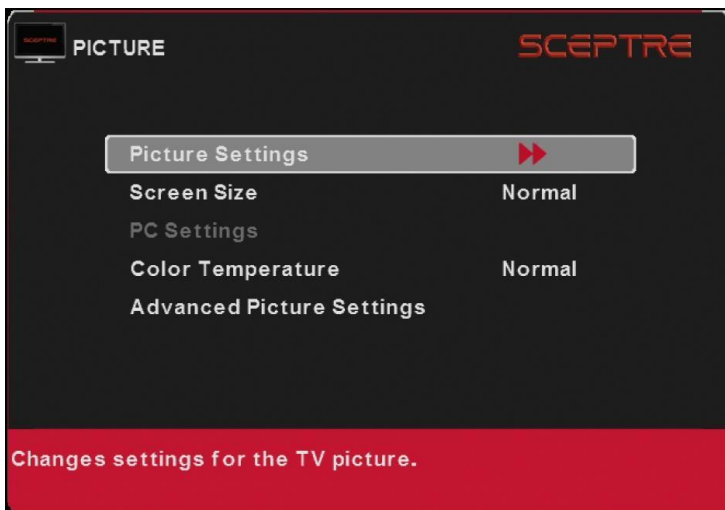 SCEPTRE
PICTURE
SCEPTRE
Picture Settings
Screen Size Normal
PC Settings
Color Temperature Normal
Advanced Picture Settings
Changes settings for the TV picture.